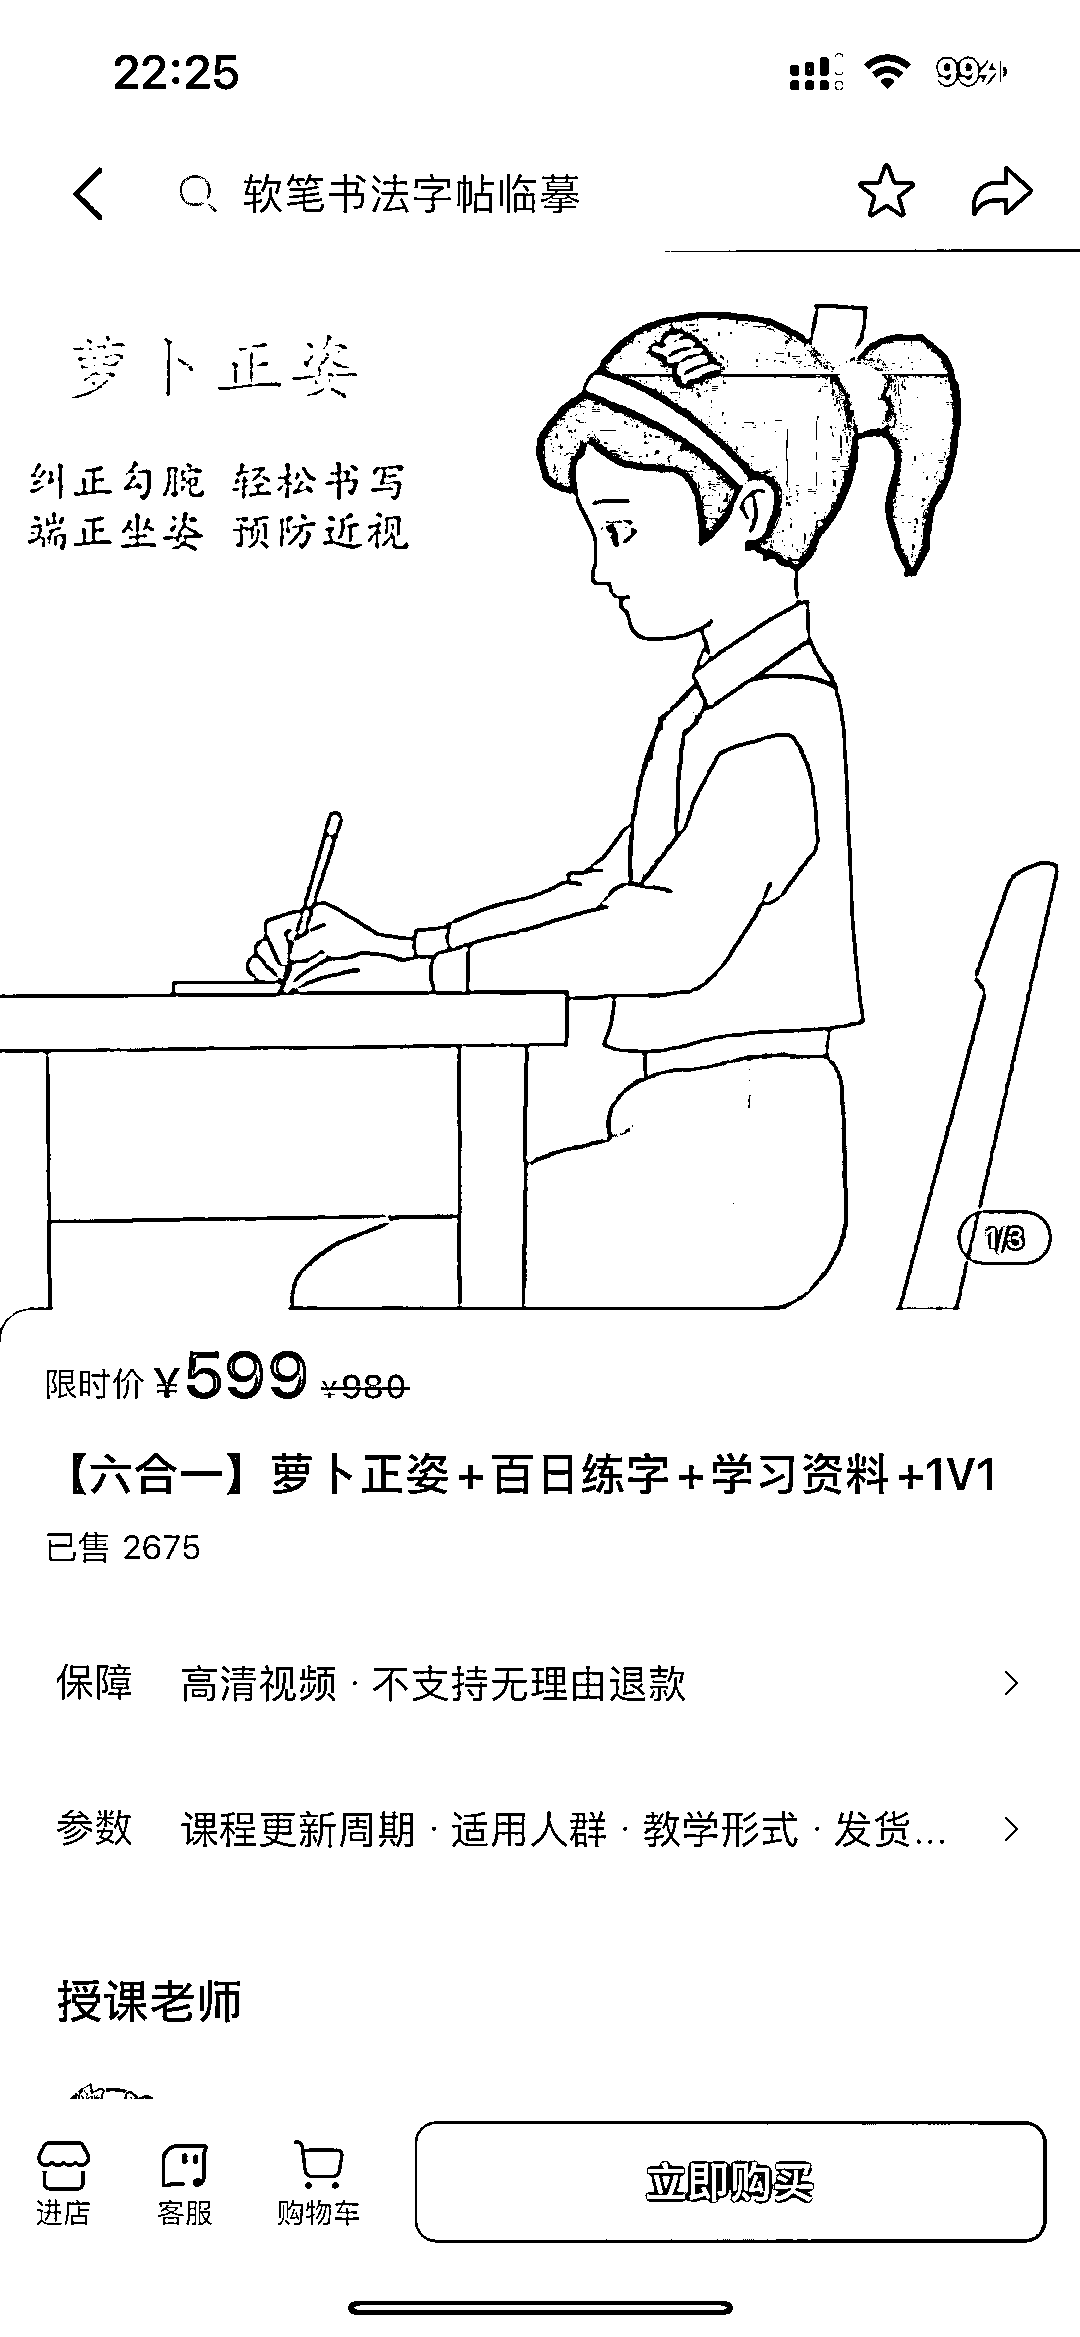 22:25
99
软笔书法字帖临摹
萝卜正姿
纠正勾腕 轻松书写
端正坐姿 预防近视
1/3
限时价 ¥599 ¥980
【六合一】萝卜正姿+百日练字+学习资料+1V1
已售 2675
保障 高清视频 · 不支持无理由退款
参数 课程更新周期 · 适用人群 · 教学形式 · 发货...
授课老师
进店 客服 购物车 立即购买